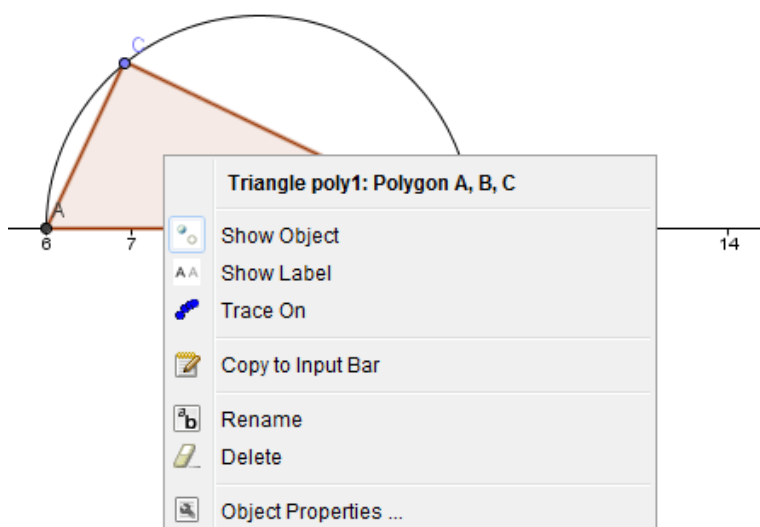 C
Triangle poly1: Polygon A, B, C
A
6 7 14
Show Object
A A Show Label
Trace On
Copy to Input Bar
ab Rename
Delete
Object Properties ...